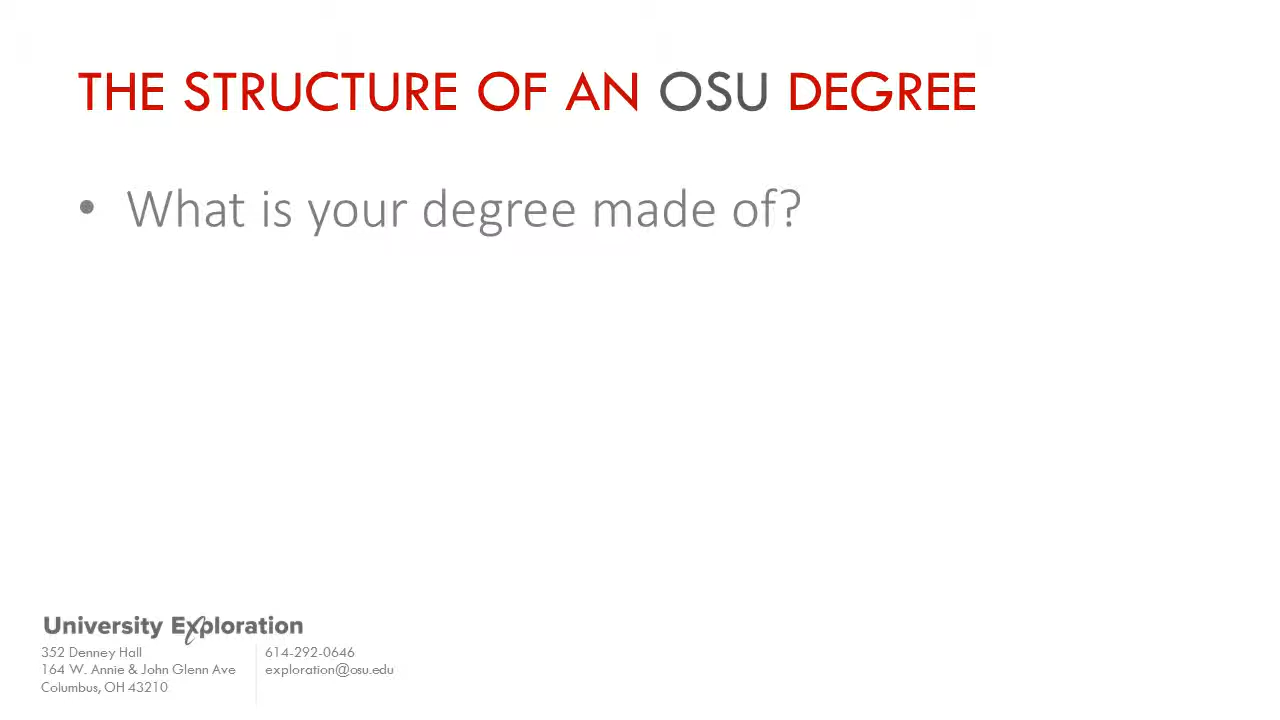 THE STRUCTURE OF AN OSU DEGREE
• What is your degree made of?
University Exploration
352 Denney Hall
164 W. Annie & John Glenn Ave
Columbus, OH 43210
614-292-0646
exploration@osu.edu